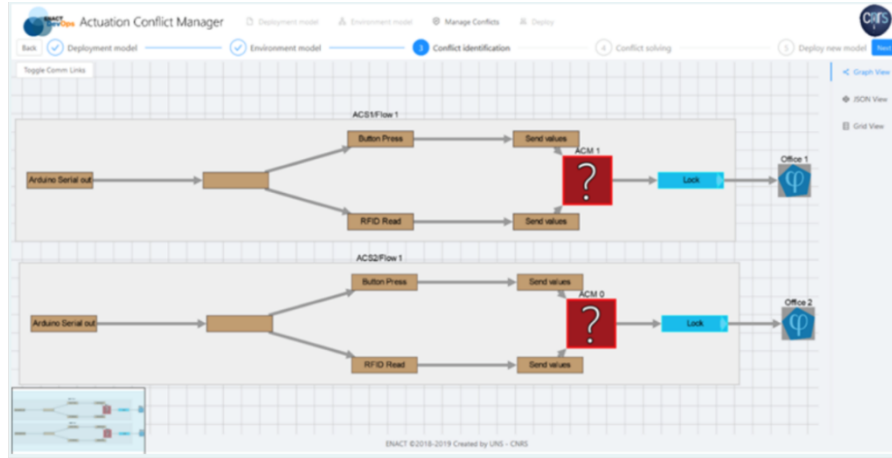 ENACT
DevOps
Actuation Conflict Manager
Deployment model
Environment model
Manage Conflicts
Deploy
CNRS
Back
Deployment model
Environment model
3
Conflict identification
4
Conflict solving
5
Deploy new model
Next
Toggle Comm Links
Graph View
JSON View
Grid View
ACS1/Flow 1
Button Press
Send values
ACM 1
Office 1
Arduino Serial out
?
Lock
φ
RFID Read
Send values
ACS2/Flow 1
Button Press
Send values
ACM 0
Office 2
Arduino Serial out
?
Lock
φ
RFID Read
Send values
ENACT ©2018-2019 Created by UNS - CNRS